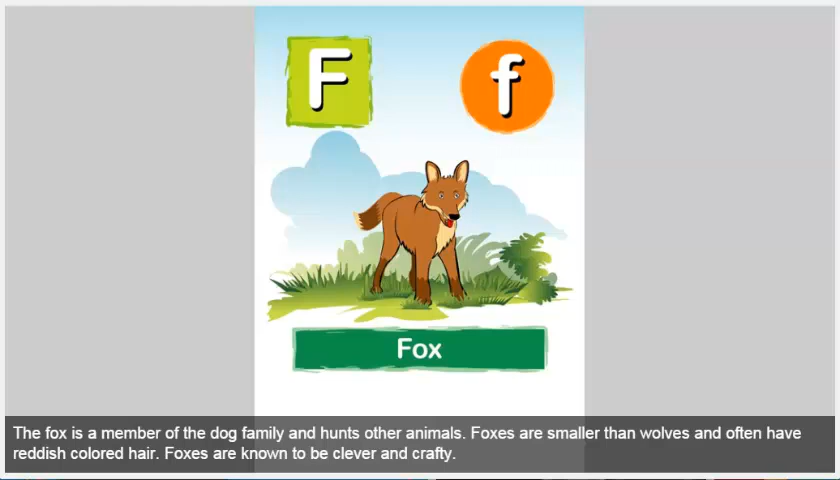 F
f
Fox
The fox is a member of the dog family and hunts other animals. Foxes are smaller than wolves and often have
reddish colored hair. Foxes are known to be clever and crafty.